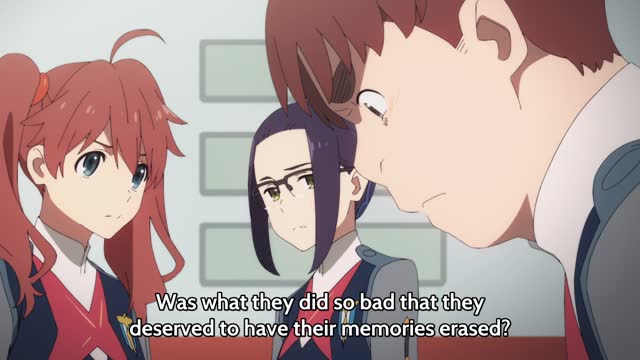 Was what they did so bad that they
deserved to have their memories erased?